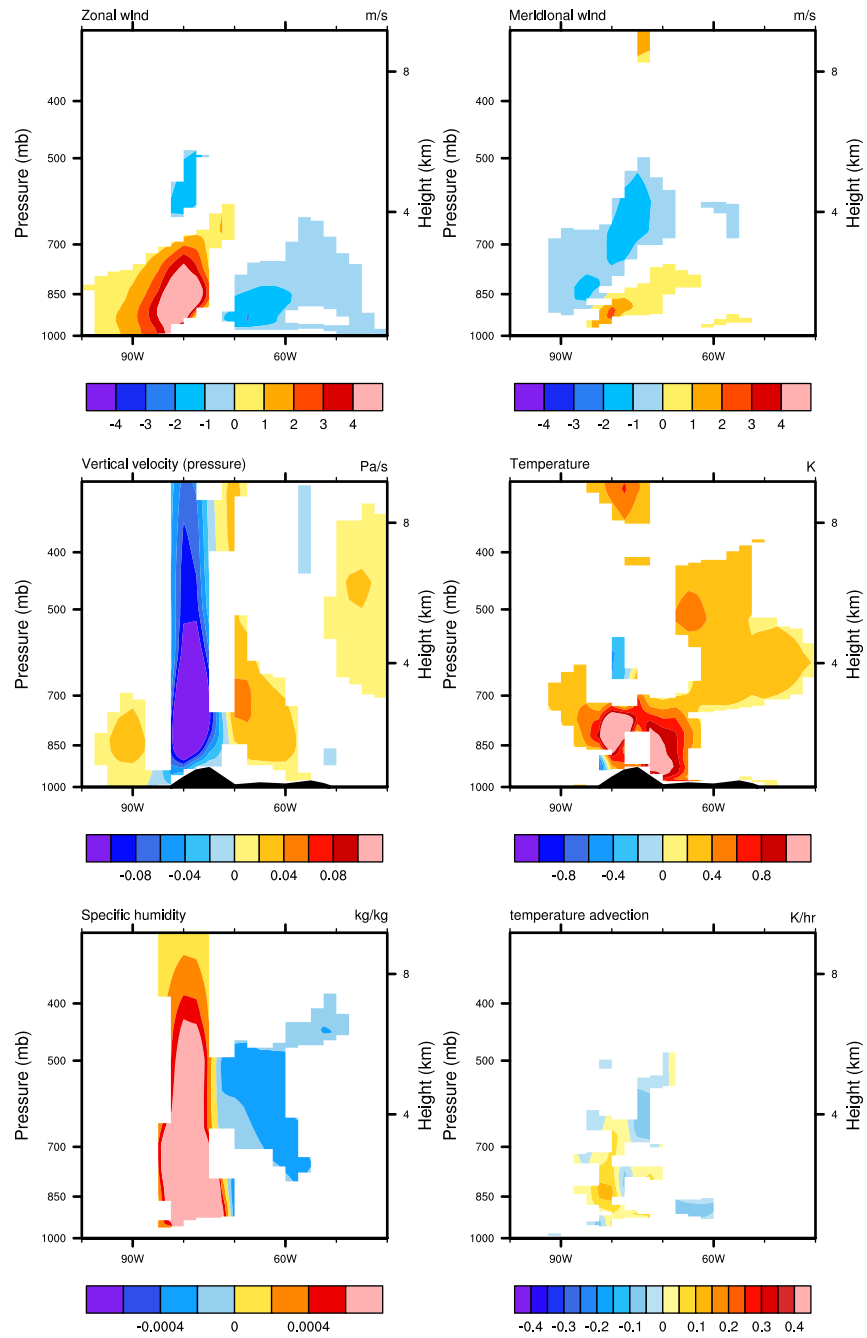 Zonal wind m/s Meridional wind m/s
8 8
400 400
Pressure (mb) Height (km) Pressure (mb) Height (km)
500 500
4 4
700 700
850 850
1000 1000
90W 60W 90W 60W
-4 -3 -2 -1 0 1 2 3 4 -4 -3 -2 -1 0 1 2 3 4
Vertical velocity (pressure) Pa/s Temperature K
8 8
400 400
Pressure (mb) Height (km) Pressure (mb) Height (km)
500 500
4 4
700 700
850 850
1000 1000
90W 60W 90W 60W
-0.08 -0.04 0 0.04 0.08 -0.8 -0.4 0 0.4 0.8
Specific humidity kg/kg temperature advection K/hr
8 8
400 400
Pressure (mb) Height (km) Pressure (mb) Height (km)
500 500
4 4
700 700
850 850
1000 1000
90W 60W 90W 60W
-0.0004 0 0.0004 -0.4 -0.3 -0.2 -0.1 0 0.1 0.2 0.3 0.4